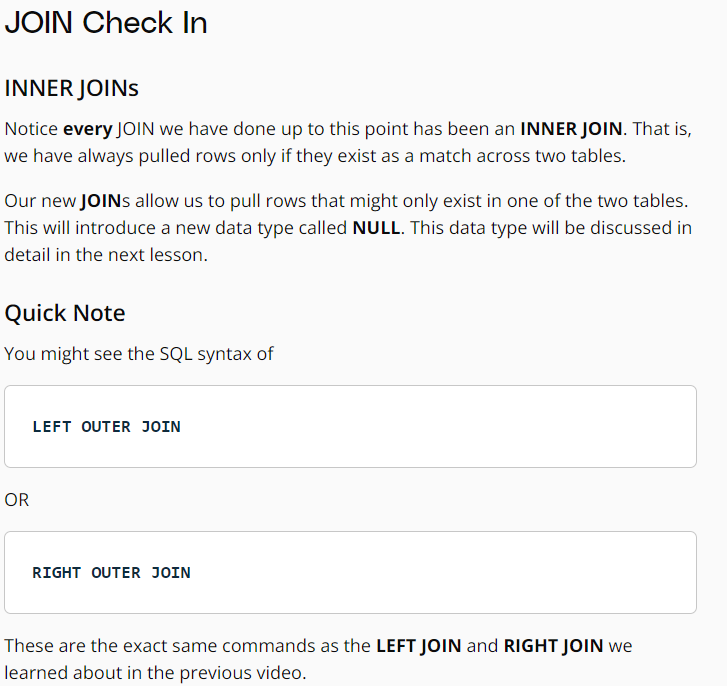 JOIN Check In
INNER JOINs
Notice every JOIN we have done up to this point has been an INNER JOIN. That is,
we have always pulled rows only if they exist as a match across two tables.
Our new JOINs allow us to pull rows that might only exist in one of the two tables.
This will introduce a new data type called NULL. This data type will be discussed in
detail in the next lesson.
Quick Note
You might see the SQL syntax of
LEFT OUTER JOIN
OR
RIGHT OUTER JOIN
These are the exact same commands as the LEFT JOIN and RIGHT JOIN we
learned about in the previous video.